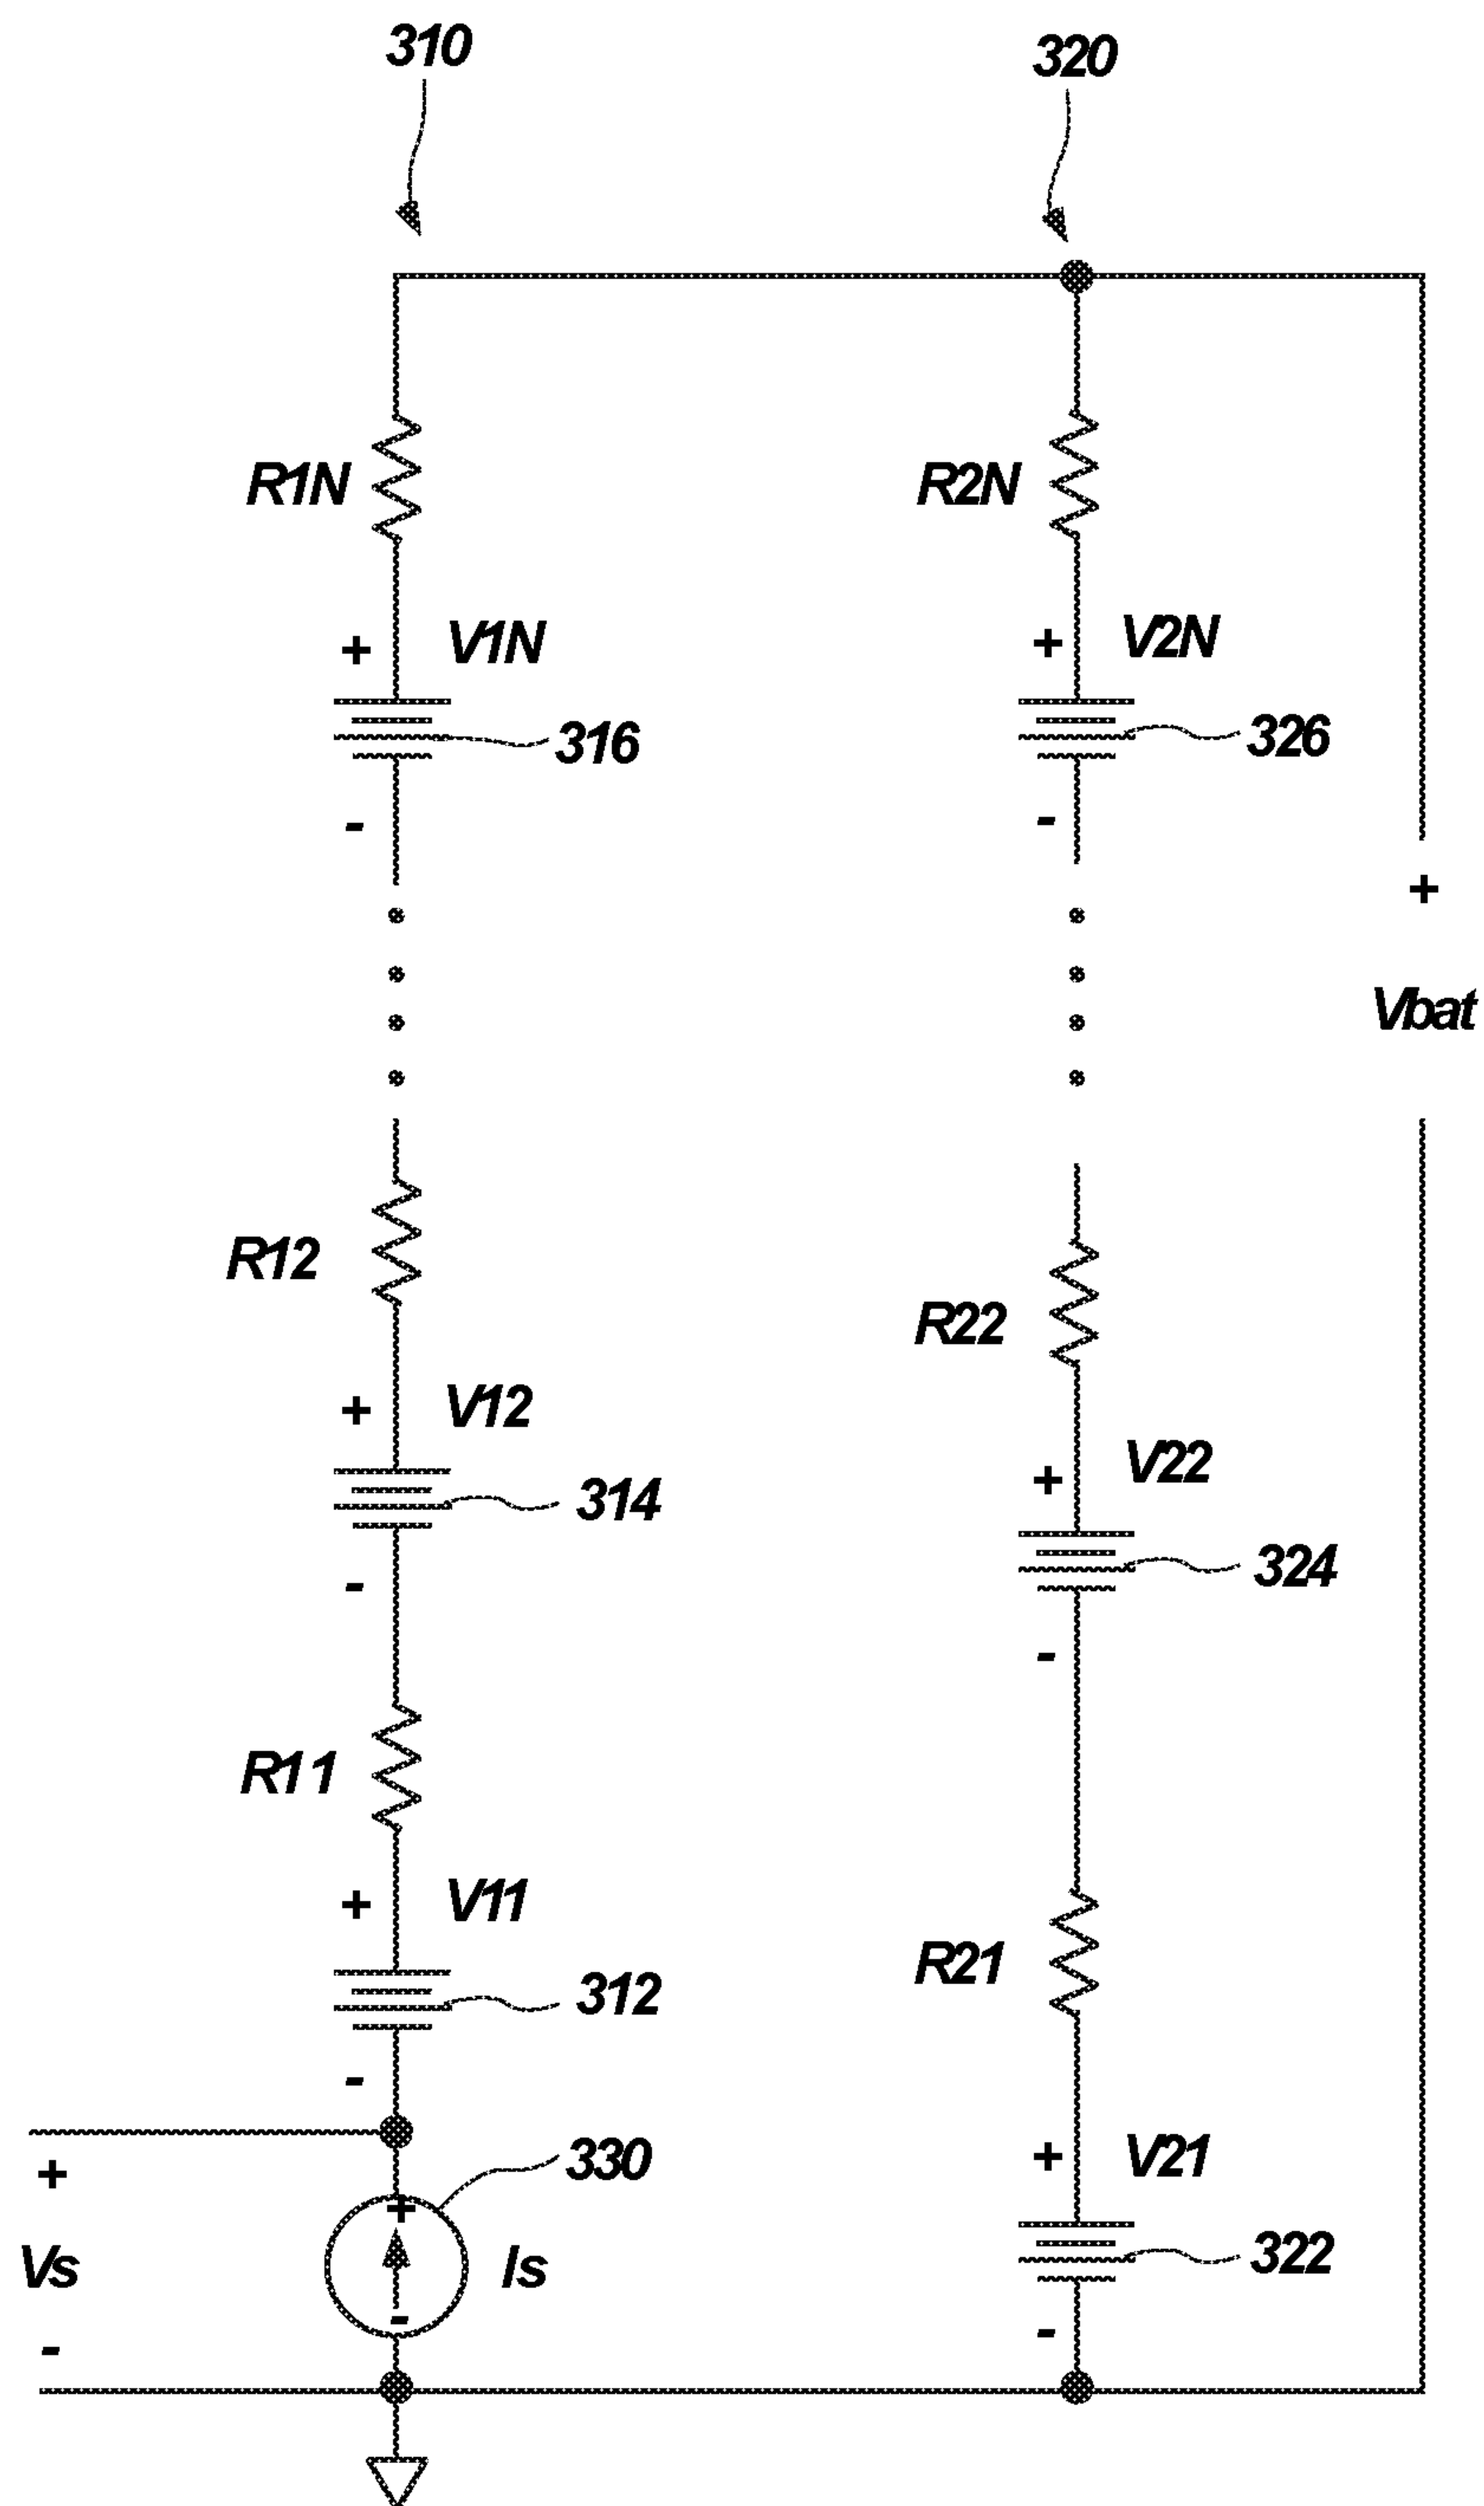 310 320
R1N R2N
+ V1N + V2N
316 326
- -
+
Vbat
R12
R22
+ V12
+ V22
314
324
-
-
R11
+ V11
R21
312
-
+ V21
330
+
+
Vs Is 322
-
- -